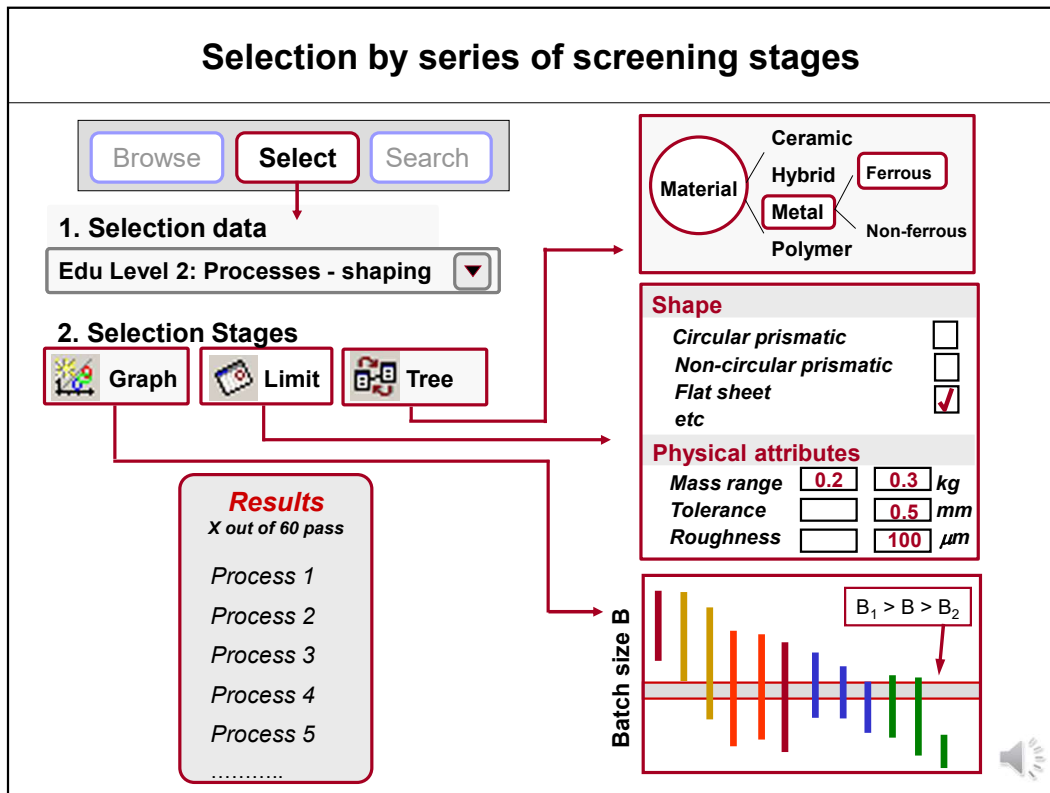 Selection by series of screening stages
Browse Select Search
1. Selection data
Edu Level 2: Processes - shaping
2. Selection Stages
Graph Limit Tree
Results
X out of 60 pass
Process 1
Process 2
Process 3
Process 4
Process 5
………..
Material
Ceramic
Hybrid
Metal
Polymer
Ferrous
Non-ferrous
Shape
Circular prismatic
Non-circular prismatic
Flat sheet
etc
Physical attributes
Mass range 0.2 0.3 kg
Tolerance 0.5 mm
Roughness 100 μm
Batch size B
B₁ > B > B₂